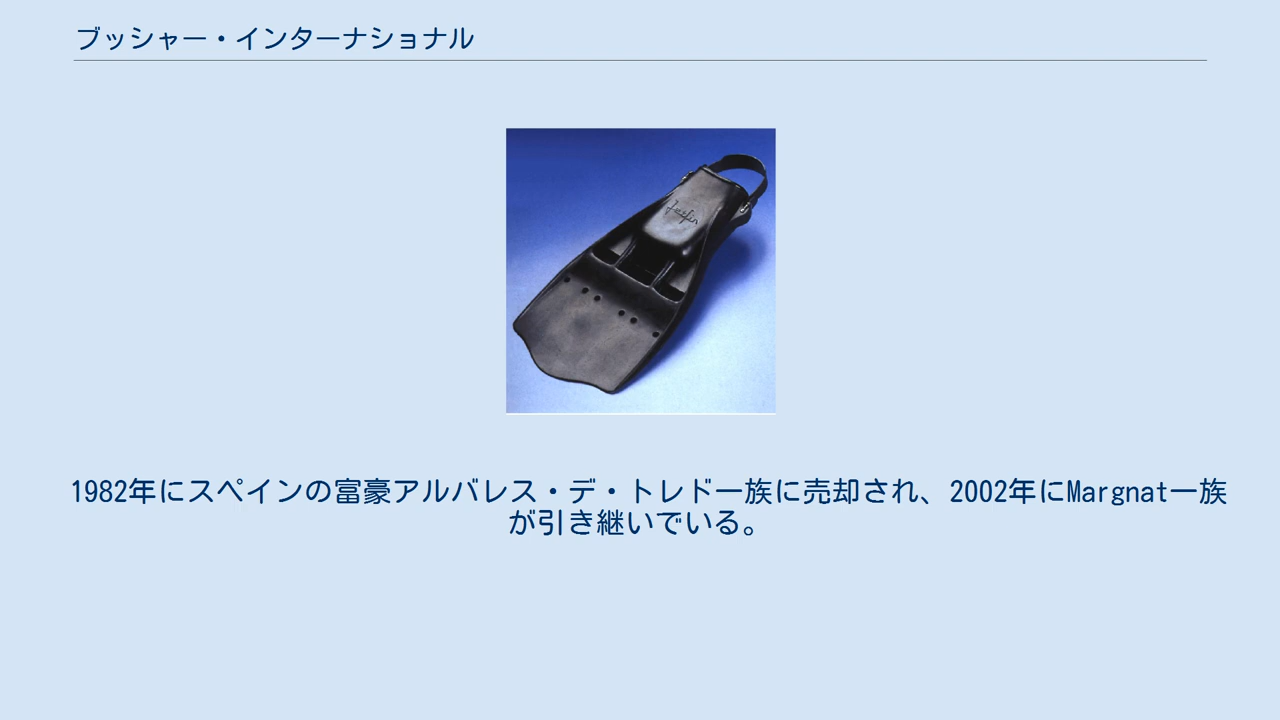 ブッシャー・インターナショナル
1982年にスペインの富豪アルバレス・デ・トレド一族に売却され、2002年にMargnat一族
が引き継いでいる。